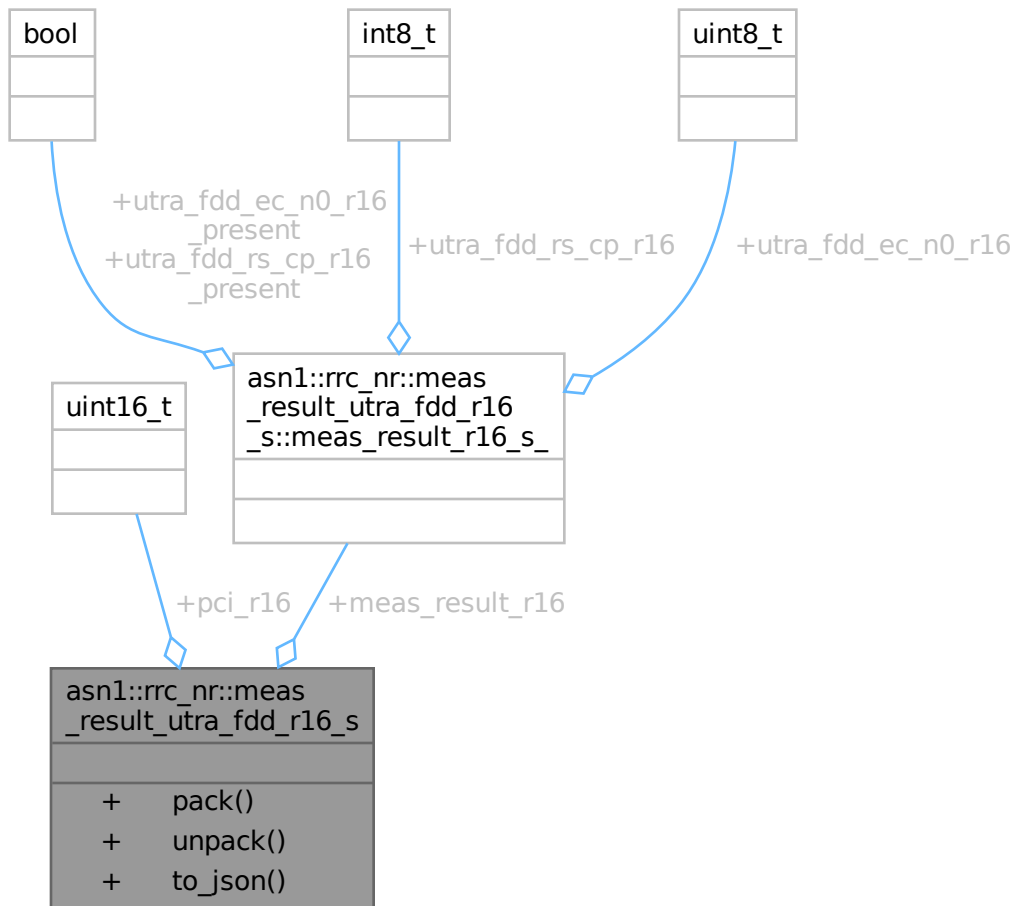 bool
int8_t
uint8_t
+utra_fdd_ec_n0_r16
_present
+utra_fdd_rs_cp_r16
_present
+utra_fdd_rs_cp_r16
+utra_fdd_ec_n0_r16
uint16_t
asn1::rrc_nr::meas
_result_utra_fdd_r16
_s::meas_result_r16_s_
+pci_r16
+meas_result_r16
asn1::rrc_nr::meas
_result_utra_fdd_r16_s
+ pack()
+ unpack()
+ to_json()